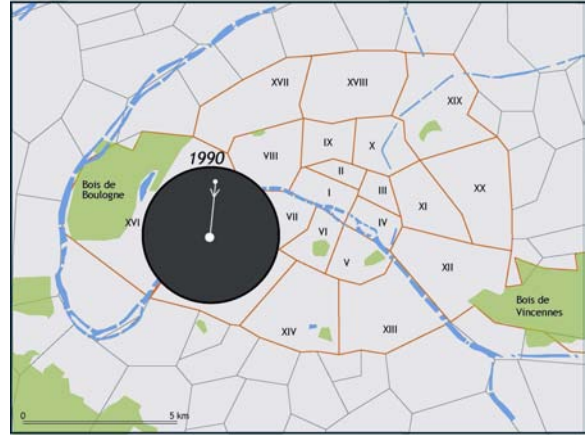 XVII
XVIII
XIX
IX
X
1990
VIII
II
XX
Bois de
Boulogne
I
III
XI
XVI
VII
VI
IV
V
XII
Bois de
Vincennes
XIV
XIII
0
5 km